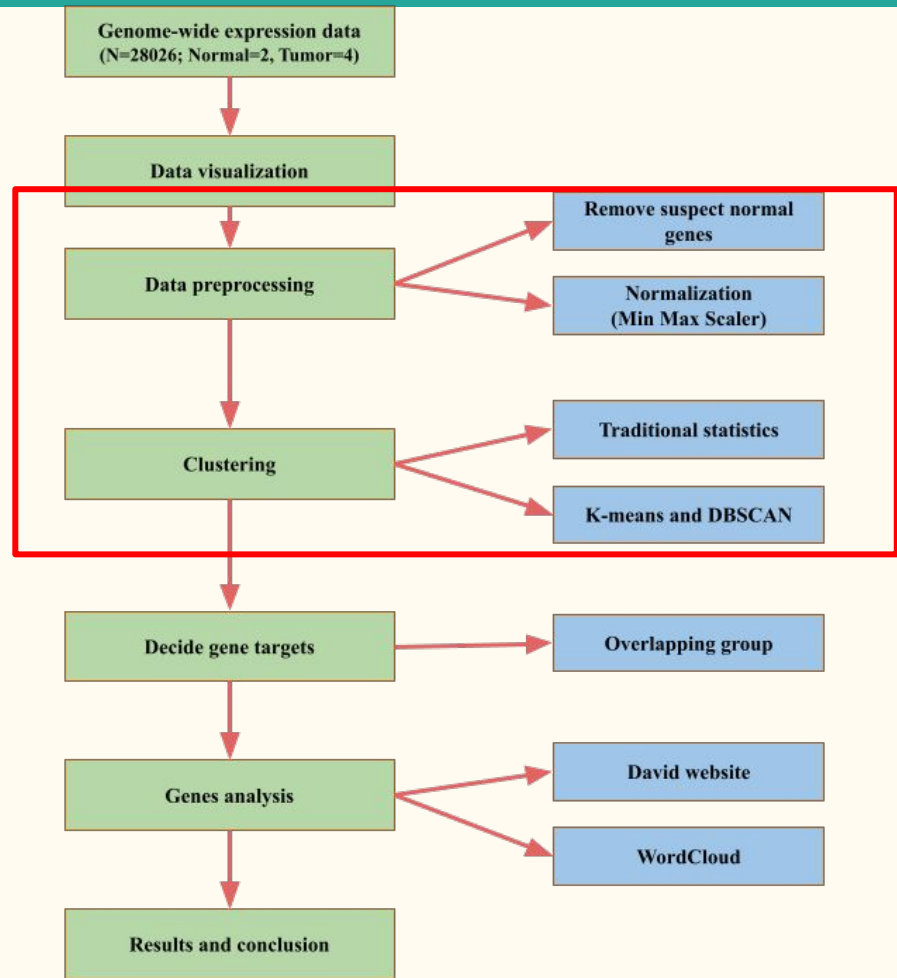 Genome-wide expression data
(N=28026; Normal=2, Tumor=4)
Data visualization
Remove suspect normal
genes
Data preprocessing
Normalization
(Min Max Scaler)
Traditional statistics
Clustering
K-means and DBSCAN
Decide gene targets
Overlapping group
David website
Genes analysis
WordCloud
Results and conclusion